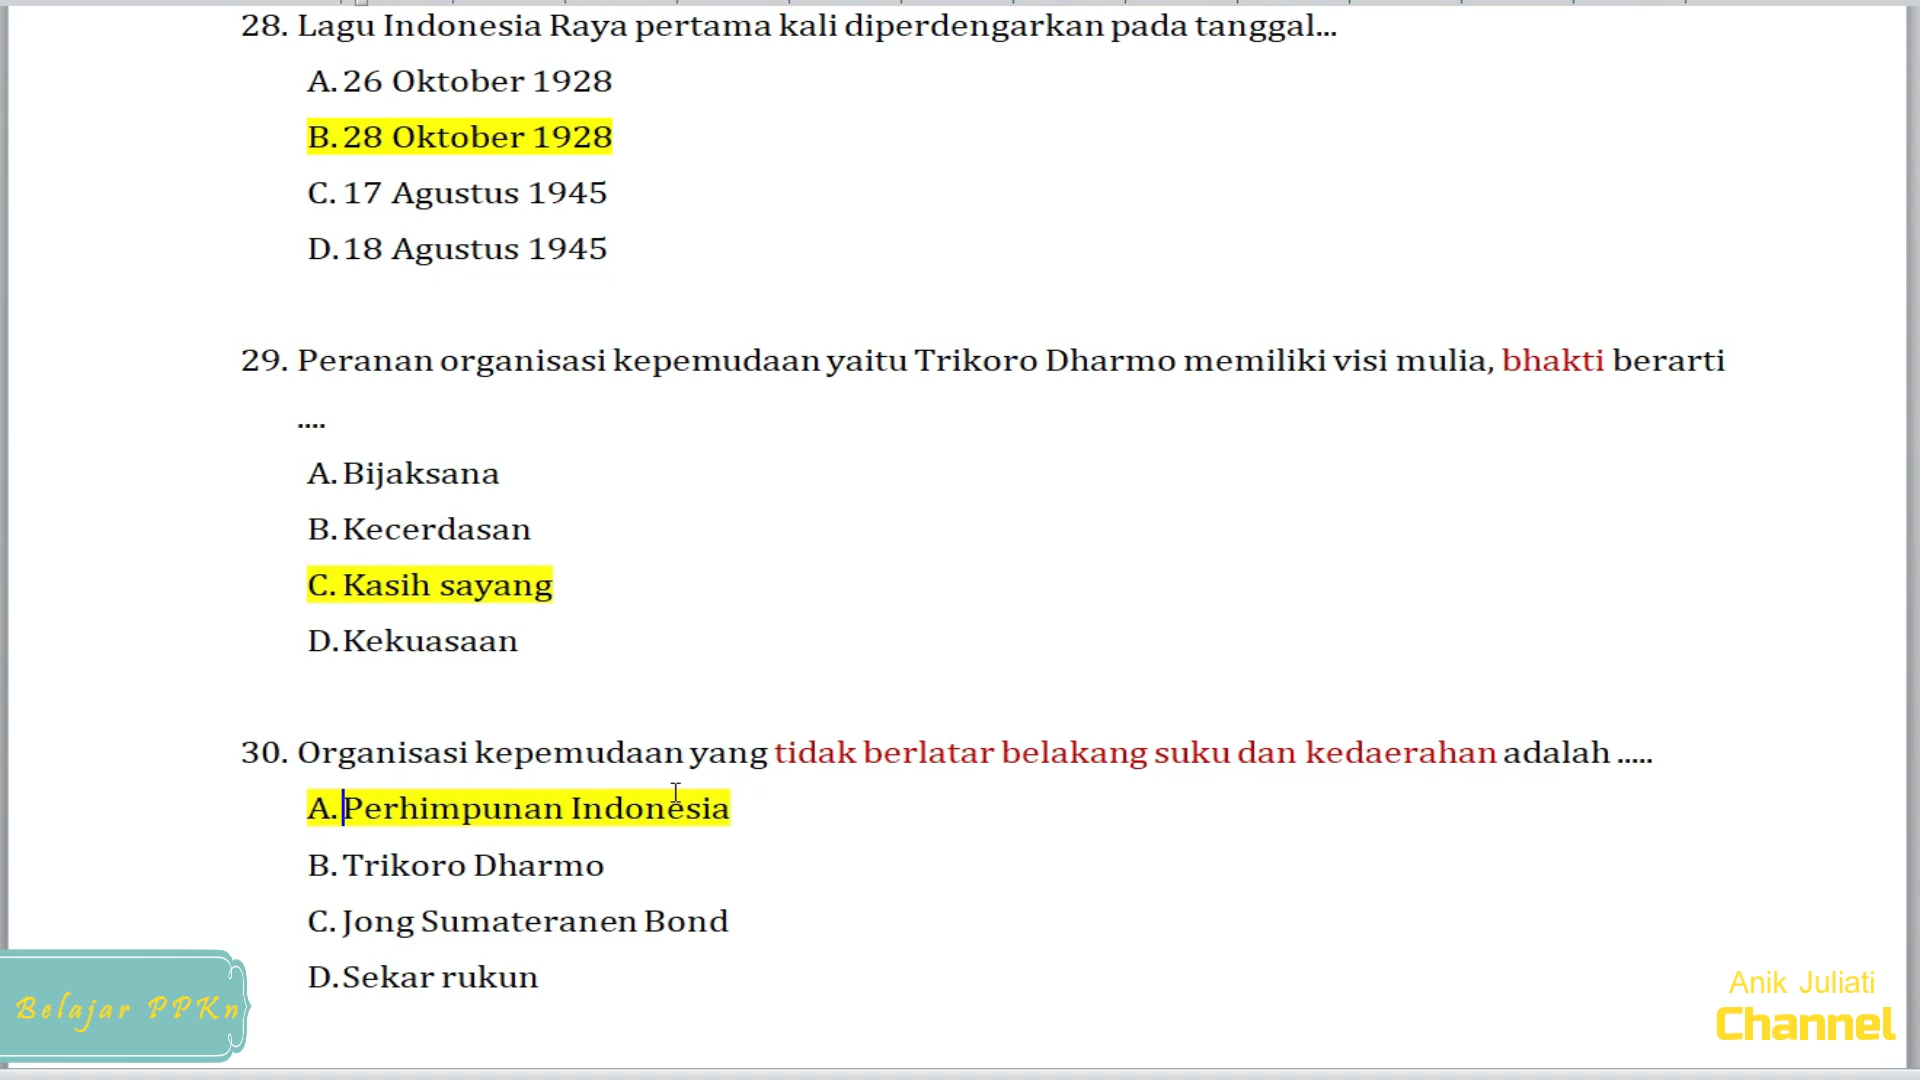 28. Lagu Indonesia Raya pertama kali diperdengarkan pada tanggal...
A. 26 Oktober 1928
B. 28 Oktober 1928
C. 17 Agustus 1945
D. 18 Agustus 1945
29. Peranan organisasi kepemudaan yaitu Trikoro Dharmo memiliki visi mulia, bhakti berarti
....
A. Bijaksana
B. Kecerdasan
C. Kasih sayang
D. Kekuasaan
30. Organisasi kepemudaan yang tidak berlatar belakang suku dan kedaerahan adalah .....
A. Perhimpunan Indonesia
B. Trikoro Dharmo
C. Jong Sumateranen Bond
D. Sekar rukun
Belajar PPKn
Anik Juliati
Channel